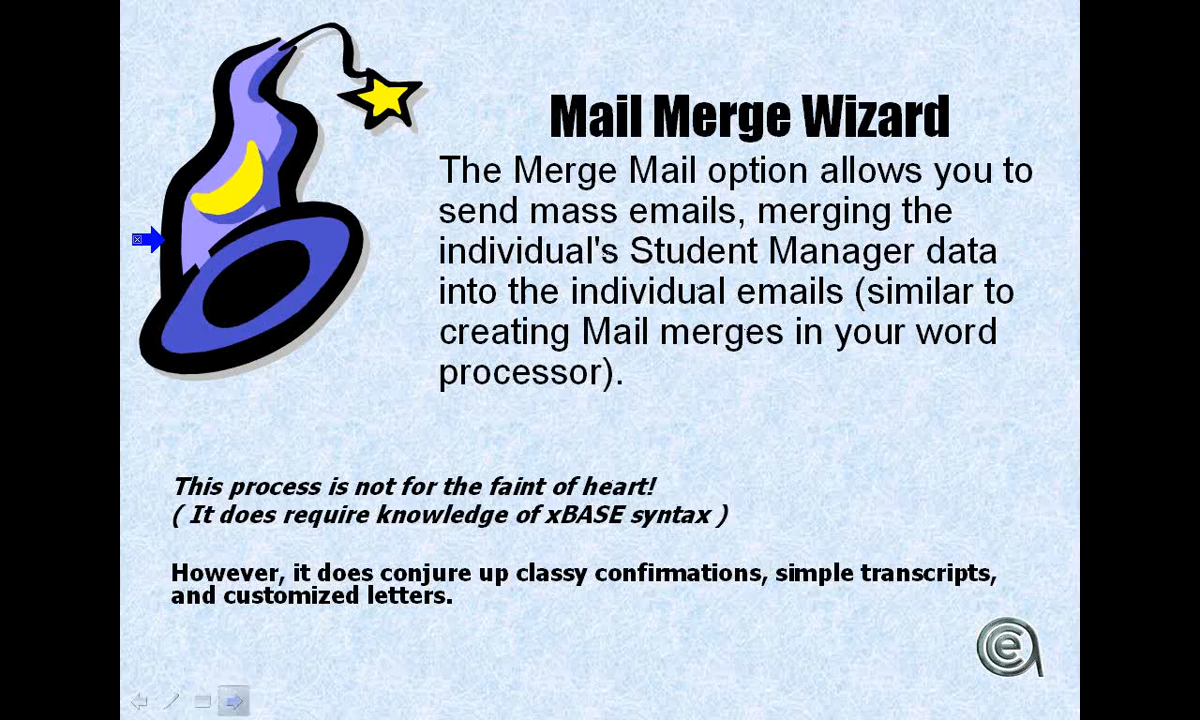 Mail Merge Wizard
The Merge Mail option allows you to
send mass emails, merging the
individual's Student Manager data
into the individual emails (similar to
creating Mail merges in your word
processor).
This process is not for the faint of heart!
( It does require knowledge of xBASE syntax )
However, it does conjure up classy confirmations, simple transcripts,
and customized letters.